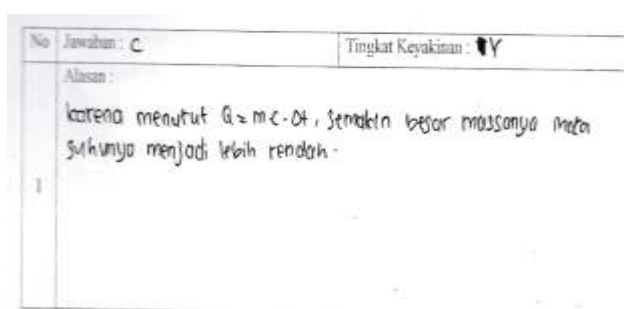 No Jawaban : C Tingkat Keyakinan : Y
Alasan :
karena menurut Q = m c . Δt, semakin besar massanya maka
suhunya menjadi lebih rendah.
1